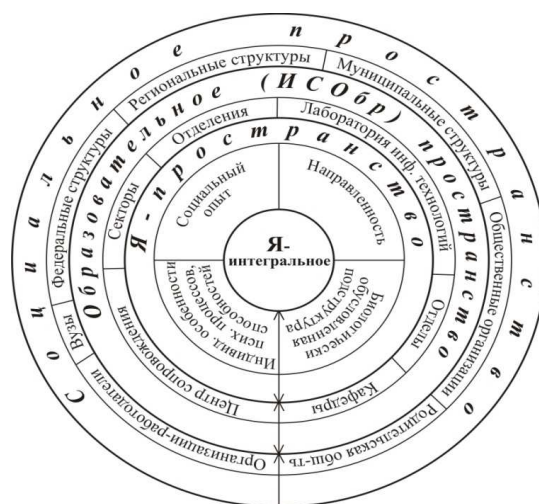 Социальное пространство
Федеральные структуры
Региональные структуры
Муниципальные структуры
Общественные организации
Родительская общ-ть
Организации-работодатели
Вузы
Образовательное (ИСОбр) пространство
Секторы
Отделения
Лаборатория инф. технологий
Отделы
Кафедры
Центр сопровождения
Я - пространство
Социальный
опыт
Направленность
Биологически
обусловленная
подструктура
Индивид. особенности
псих. процессов,
способностей
Я-
интегральное